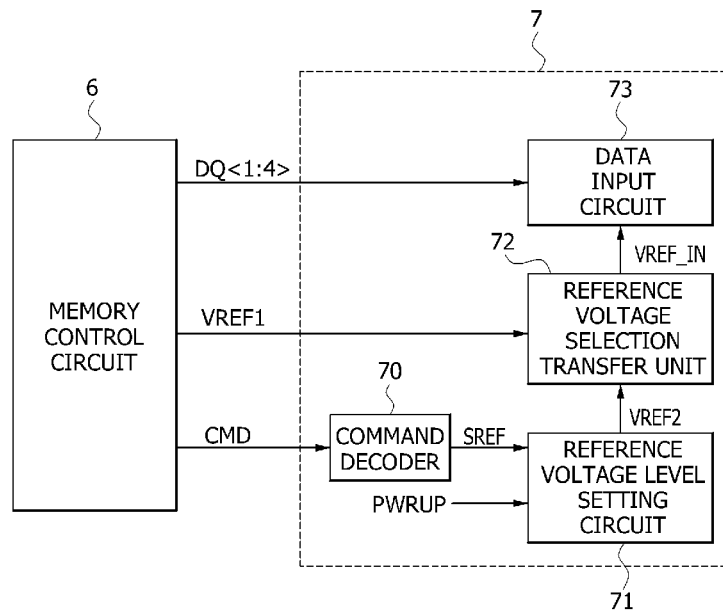 7
6
73
DQ<1:4>
DATA
INPUT
CIRCUIT
72
VREF_IN
MEMORY
CONTROL
CIRCUIT
VREF1
REFERENCE
VOLTAGE
SELECTION
TRANSFER UNIT
70
VREF2
CMD
COMMAND
DECODER
SREF
PWRUP
REFERENCE
VOLTAGE LEVEL
SETTING
CIRCUIT
71